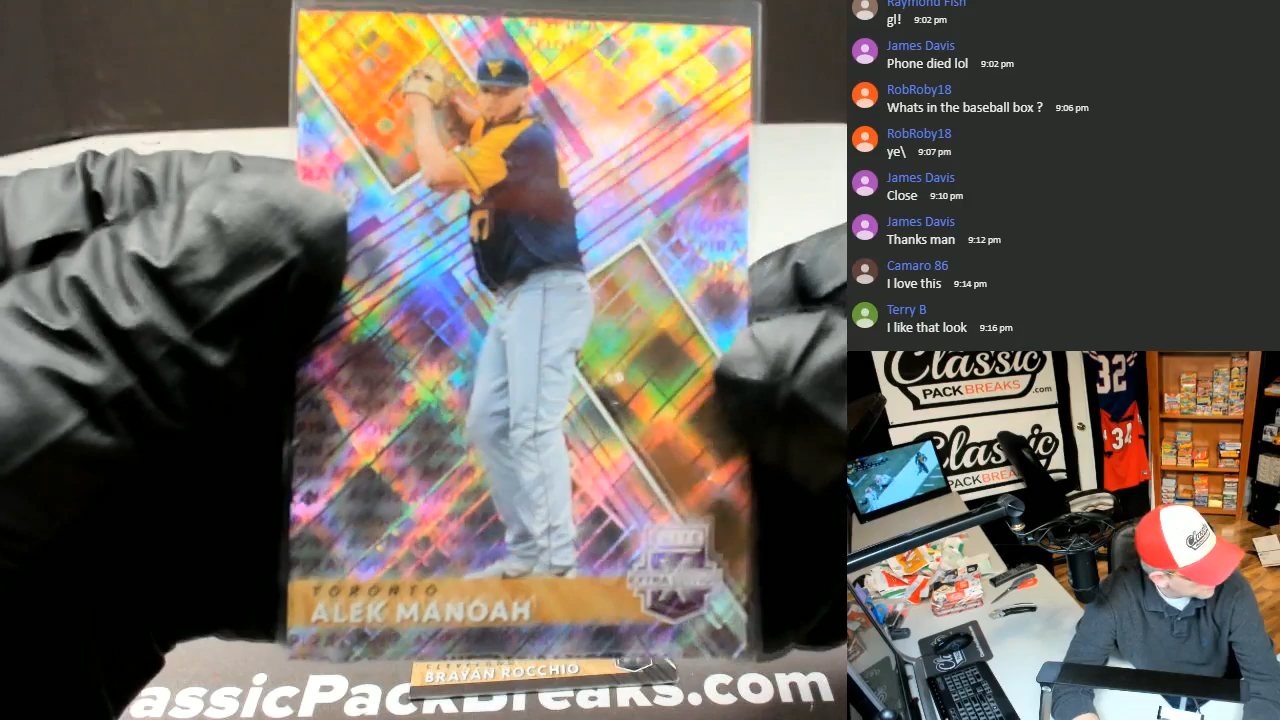 TORONTO
ALEK MANOAH
BRAYAN ROCCHIO
assicPackBreaks.com
Raymond Fish
gl! 9:02 pm
James Davis
Phone died lol 9:02 pm
RobRoby18
Whats in the baseball box ? 9:06 pm
RobRoby18
ye\ 9:07 pm
James Davis
Close 9:10 pm
James Davis
Thanks man 9:12 pm
Camaro 86
I love this 9:14 pm
Terry B
I like that look 9:16 pm
Classic
PACKBREAKS.com
Classic
PACKBREA
32
34
Classic